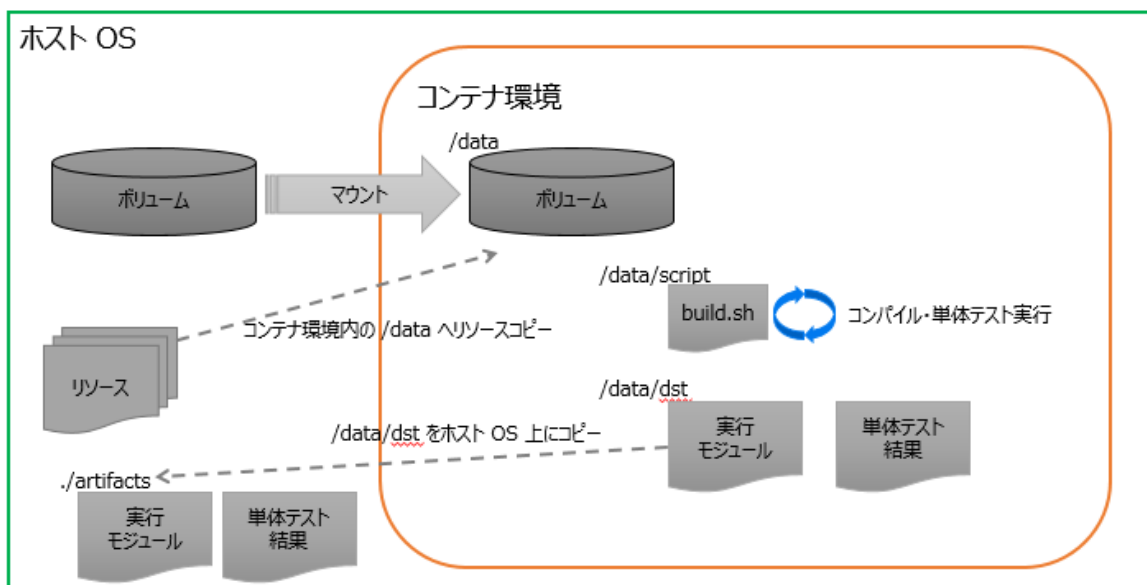 ホスト OS
コンテナ環境
/data
ボリューム
マウント
ボリューム
/data/script
build.sh
コンパイル・単体テスト実行
コンテナ環境内の /data へリソースコピー
リソース
/data/dst
実行
モジュール
単体テスト
結果
/data/dst をホスト OS 上にコピー
./artifacts
実行
モジュール
単体テスト
結果